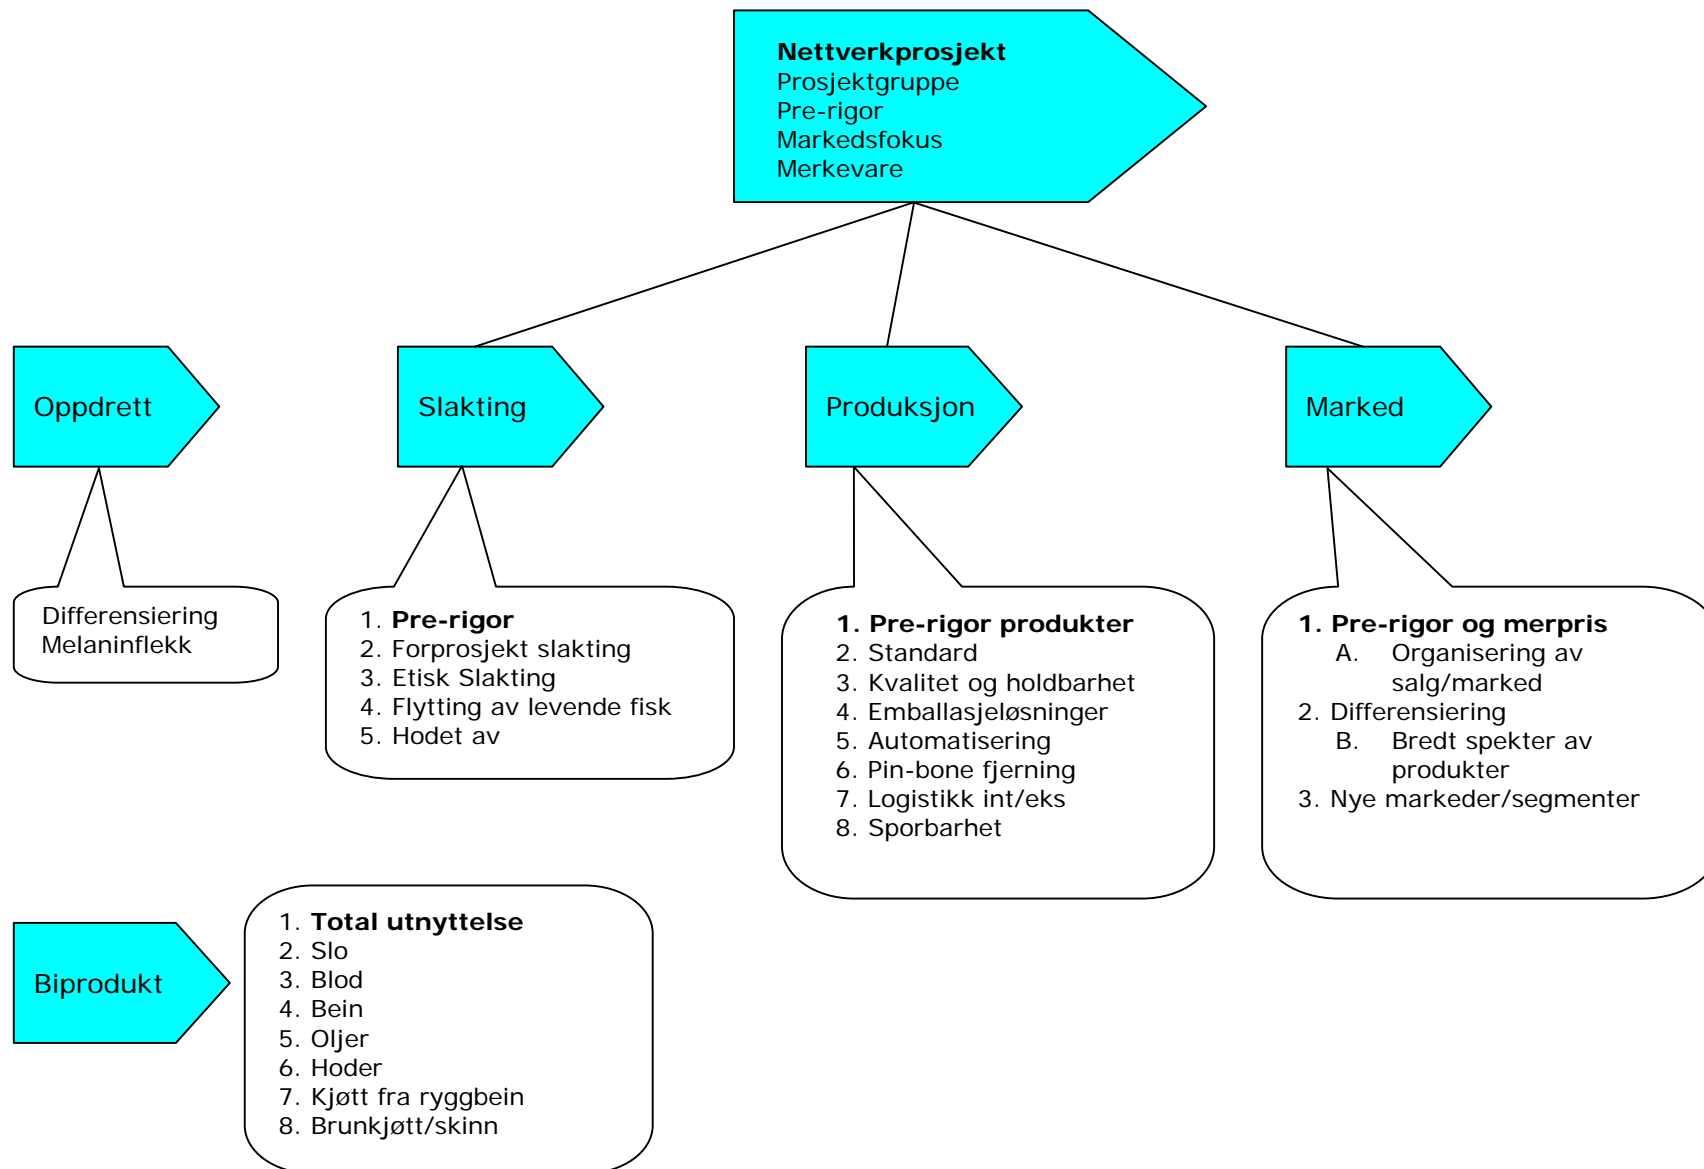 Nettverkprosjekt
Prosjektgruppe
Pre-rigor
Markedsfokus
Merkevare
Oppdrett
Slakting
Produksjon
Marked
Differensiering
Melaninflekk
1. Pre-rigor
2. Forprosjekt slakting
3. Etisk Slakting
4. Flytting av levende fisk
5. Hodet av
1. Pre-rigor produkter
2. Standard
3. Kvalitet og holdbarhet
4. Emballasjeløsninger
5. Automatisering
6. Pin-bone fjerning
7. Logistikk int/eks
8. Sporbarhet
1. Pre-rigor og merpris
A. Organisering av
salg/marked
2. Differensiering
B. Bredt spekter av
produkter
3. Nye markeder/segmenter
Biprodukt
1. Total utnyttelse
2. Slo
3. Blod
4. Bein
5. Oljer
6. Hoder
7. Kjøtt fra ryggbein
8. Brunkjøtt/skinn